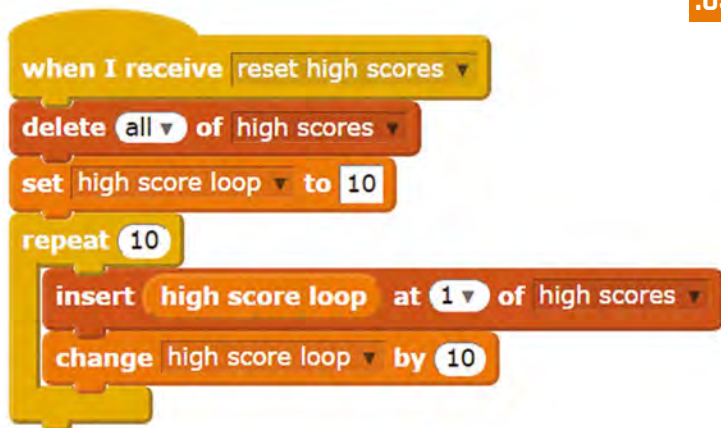 when I receive reset high scores
delete all of high scores
set high score loop to 10
repeat 10
insert high score loop at 1 of high scores
change high score loop by 10